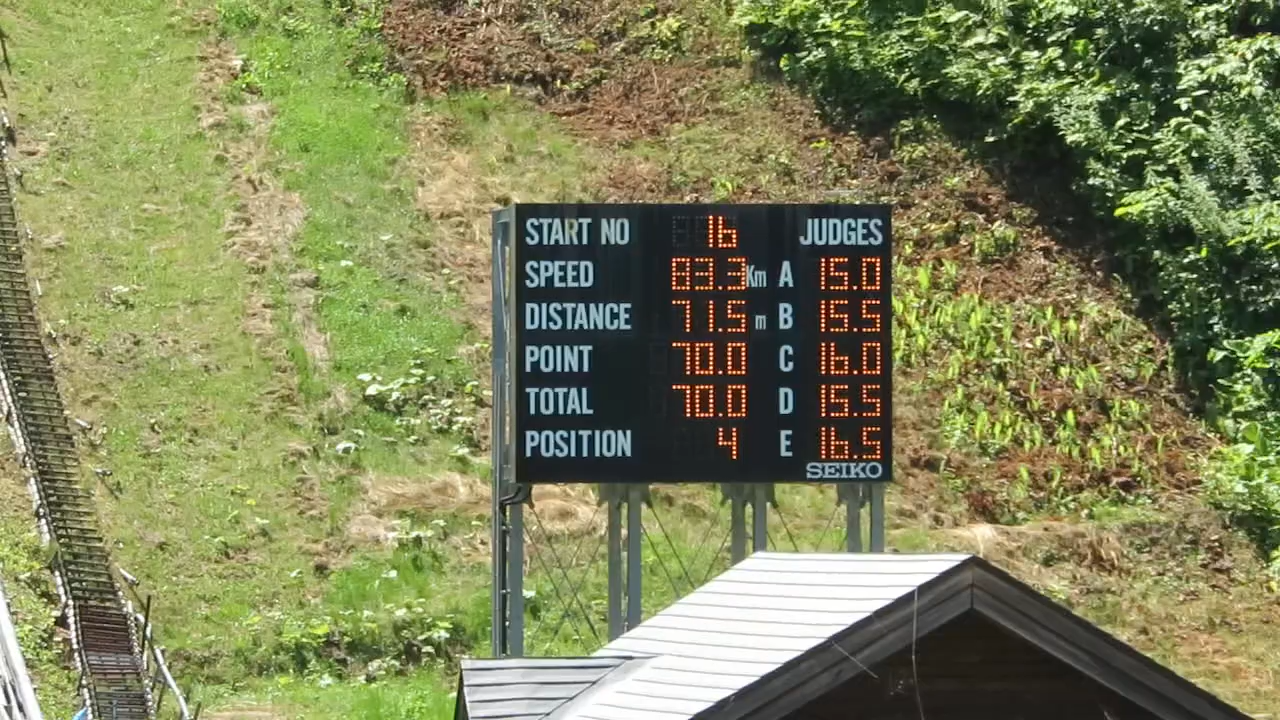 START NO 16 JUDGES
SPEED 83.3 Km A 15.0
DISTANCE 71.5 m B 15.5
POINT 70.0 C 16.0
TOTAL 70.0 D 15.5
POSITION 4 E 16.5
SEIKO